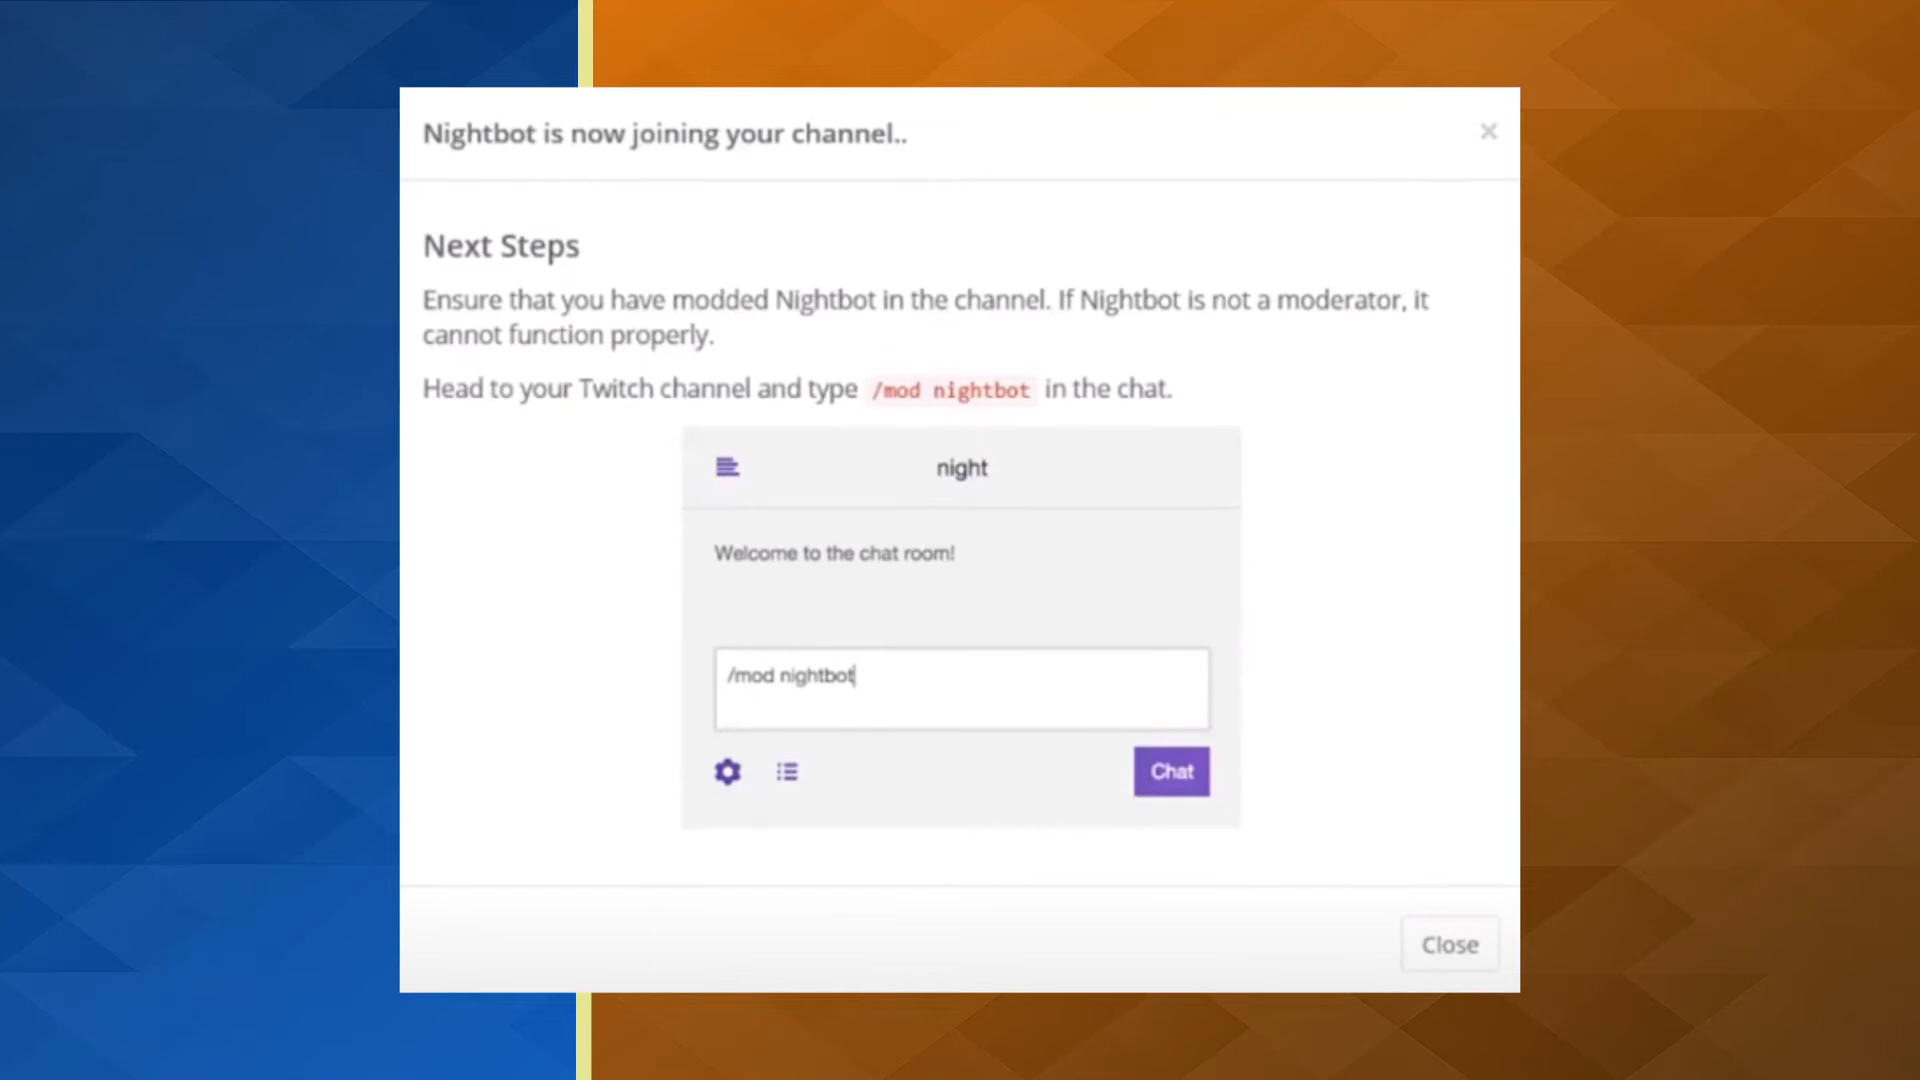 Nightbot is now joining your channel..
×
Next Steps
Ensure that you have modded Nightbot in the channel. If Nightbot is not a moderator, it
cannot function properly.
Head to your Twitch channel and type /mod nightbot in the chat.
night
Welcome to the chat room!
/mod nightbot
Chat
Close